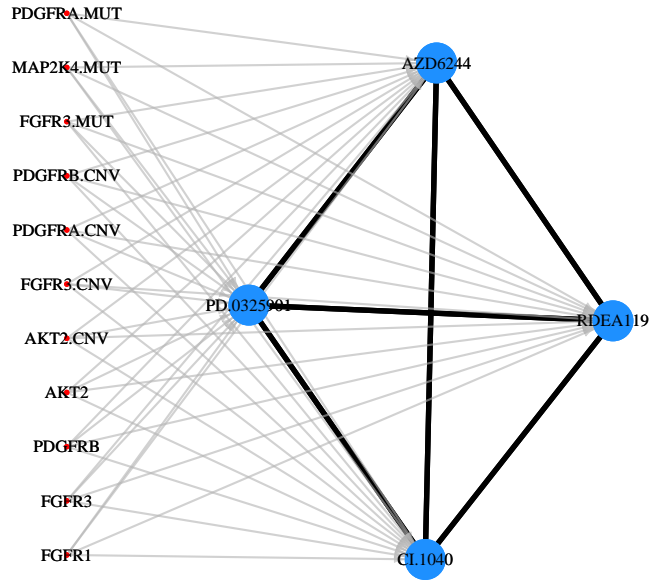 PDGFRA.MUT
AZD6244
MAP2K4.MUT
FGFR3.MUT
PDGFRB.CNV
PDGFRA.CNV
FGFR3.CNV
PD.0325901
RDEA119
AKT2.CNV
AKT2
PDGFRB
FGFR3
FGFR1
CI.1040